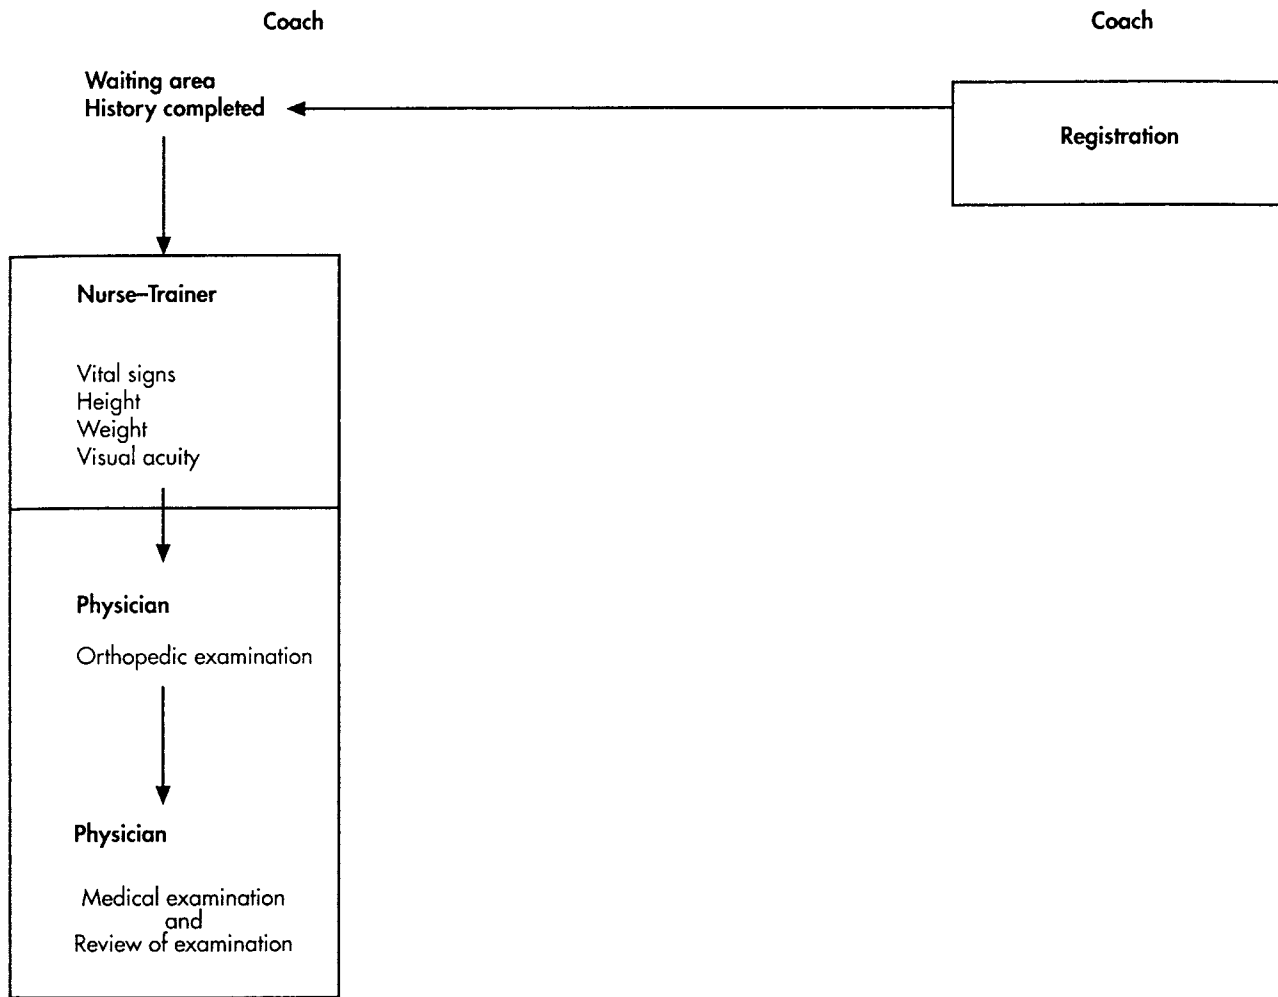 Coach
Coach
Waiting area
History completed
Registration
Nurse–Trainer
Vital signs
Height
Weight
Visual acuity
Physician
Orthopedic examination
Physician
Medical examination
and
Review of examination